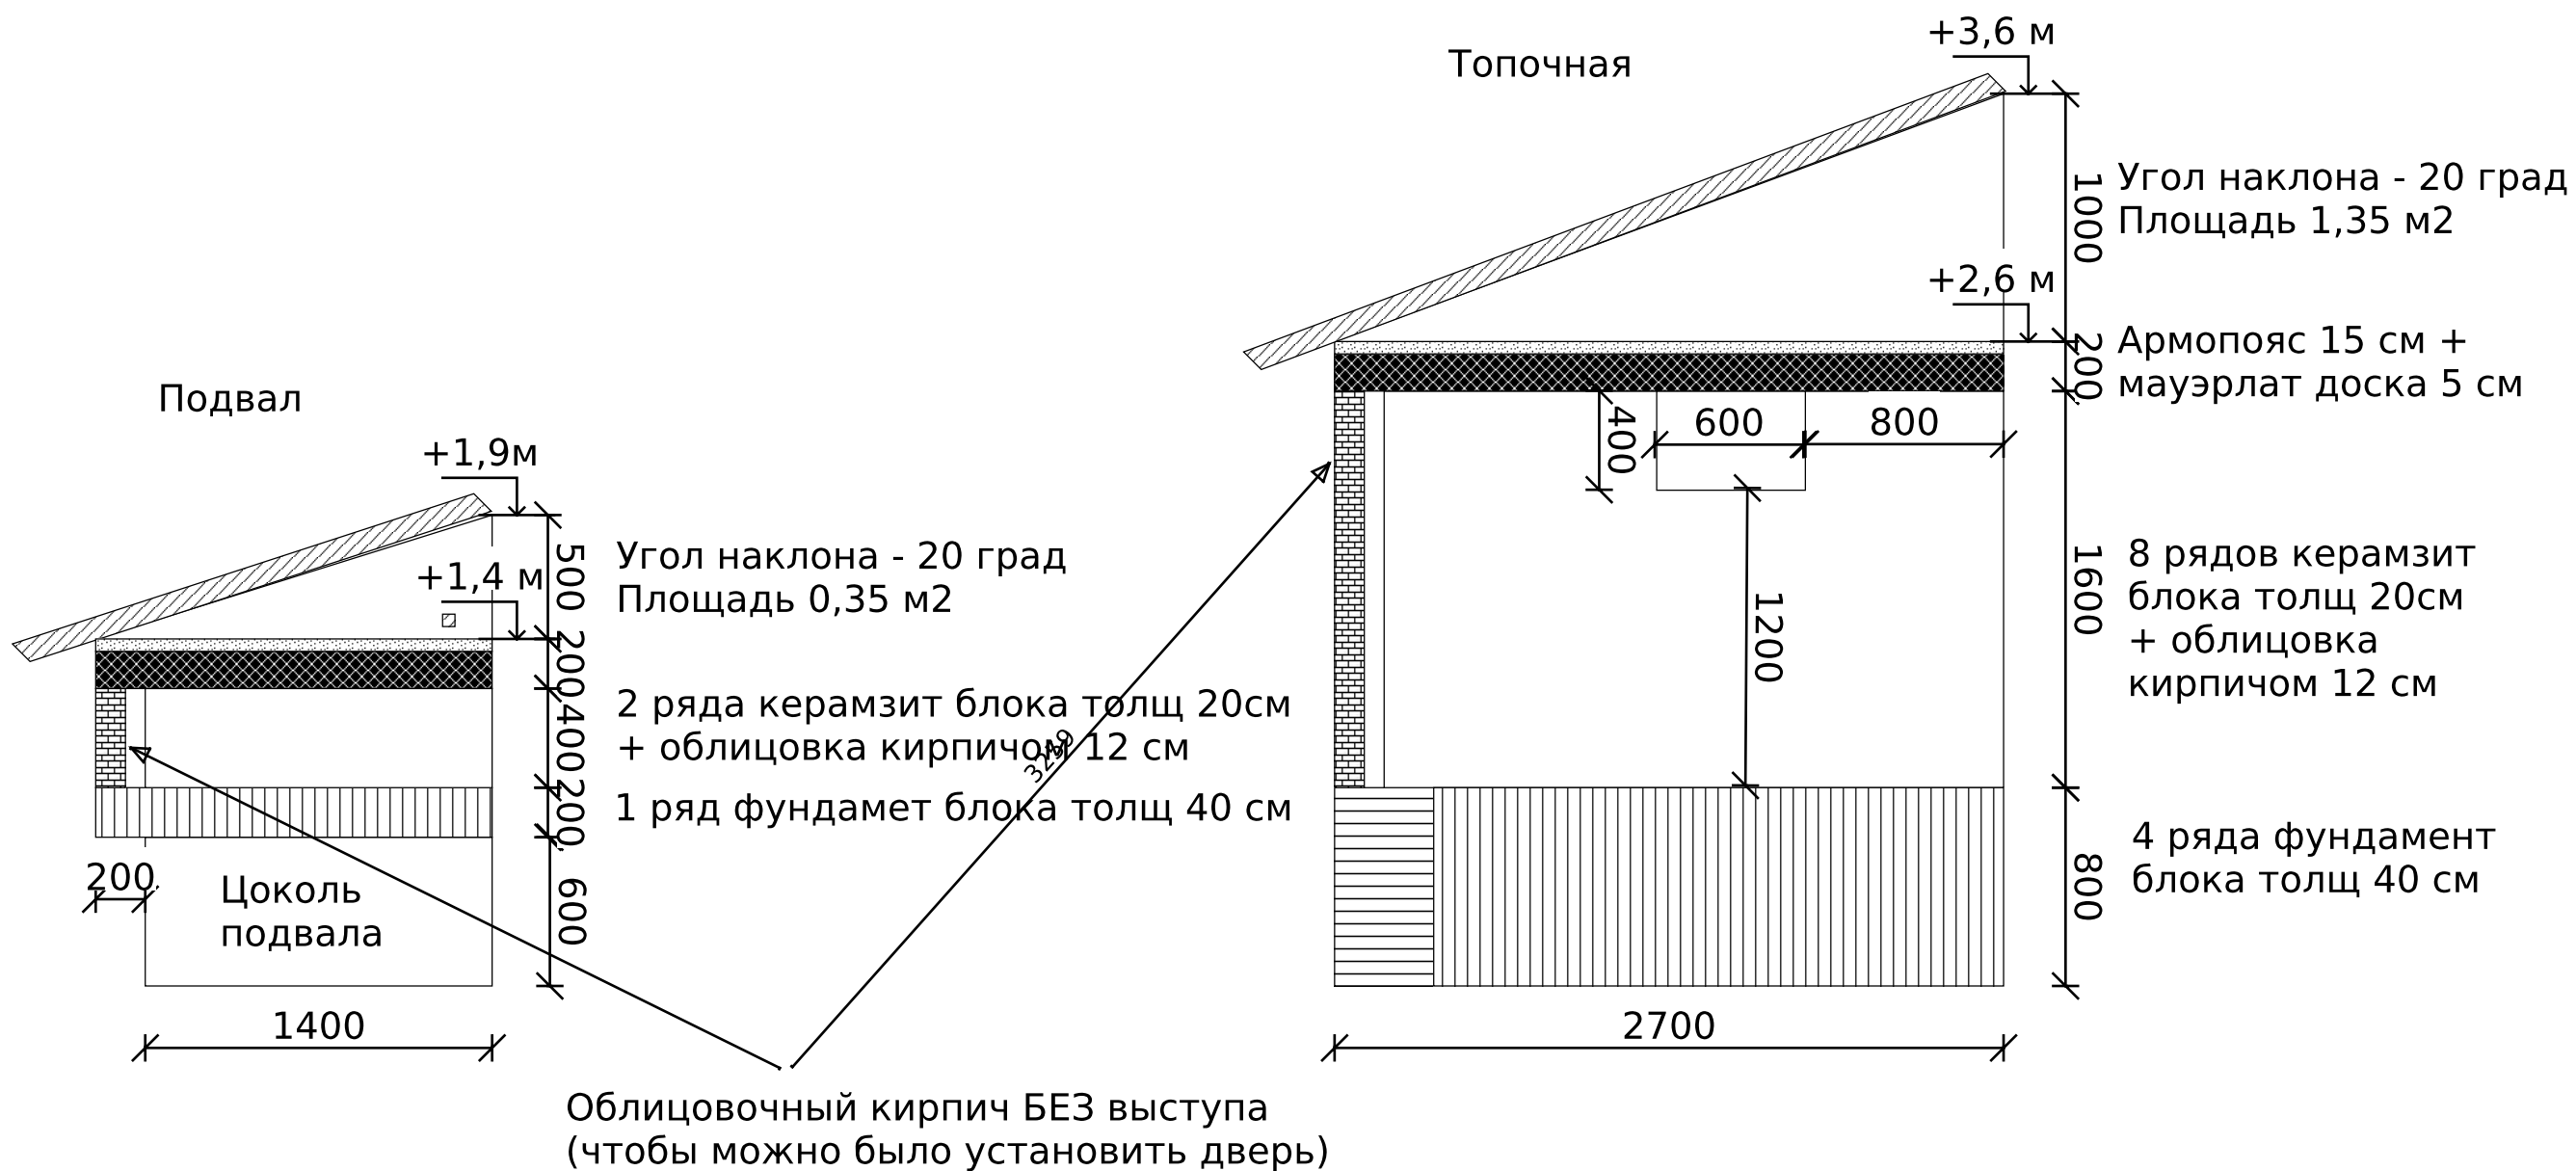 Топочная
+3,6 м
1000
Угол наклона - 20 град
Площадь 1,35 м2
+2,6 м
200
Армопояс 15 см +
мауэрлат доска 5 см
400
600
800
1200
1600
8 рядов керамзит
блока толщ 20см
+ облицовка
кирпичом 12 см
800
4 ряда фундамент
блока толщ 40 см
2700
Подвал
+1,9м
500
Угол наклона - 20 град
Площадь 0,35 м2
+1,4 м
200
400
2 ряда керамзит блока толщ 20см
+ облицовка кирпичом 12 см
200
1 ряд фундамет блока толщ 40 см
200
Цоколь
подвала
600
1400
Облицовочный кирпич БЕЗ выступа
(чтобы можно было установить дверь)